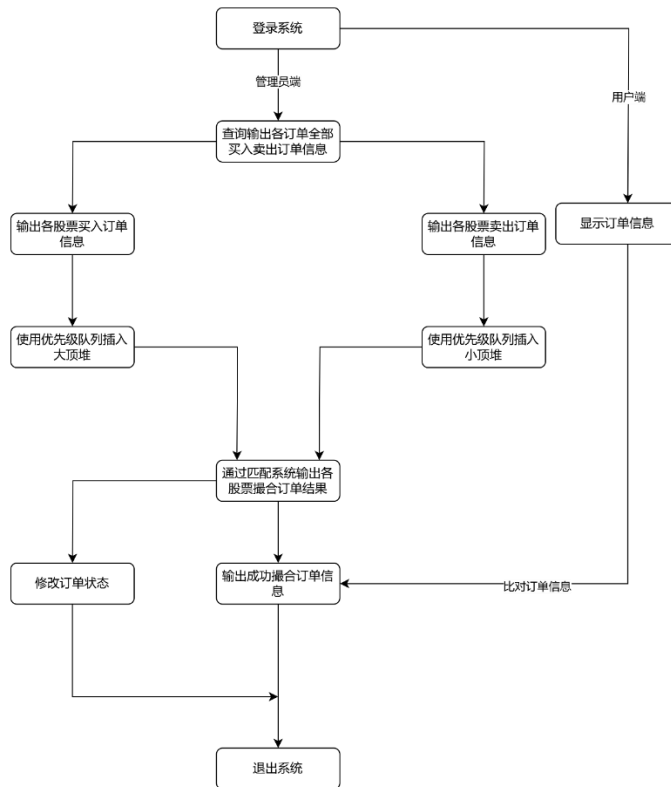 登录系统
管理员端
用户端
查询输出各订单全部
买入卖出订单信息
输出各股票买入订单
信息
输出各股票卖出订单
信息
显示订单信息
使用优先级队列插入
大顶堆
使用优先级队列插入
小顶堆
通过匹配系统输出各
股票撮合订单结果
修改订单状态
输出成功撮合订单信
息
比对订单信息
退出系统